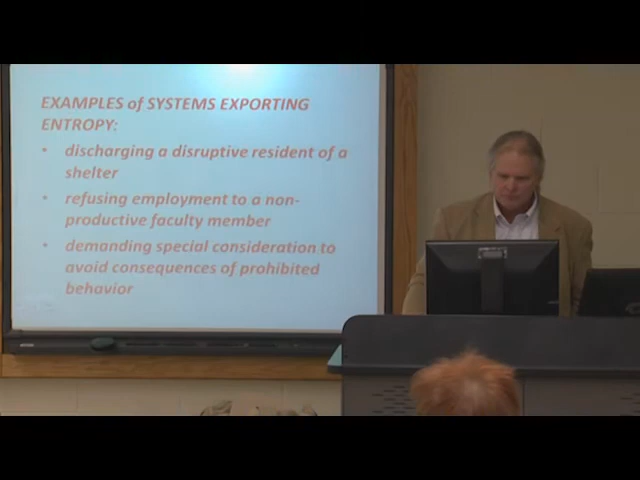 EXAMPLES of SYSTEMS EXPORTING
ENTROPY:
• discharging a disruptive resident of a
shelter
• refusing employment to a non-
productive faculty member
• demanding special consideration to
avoid consequences of prohibited
behavior